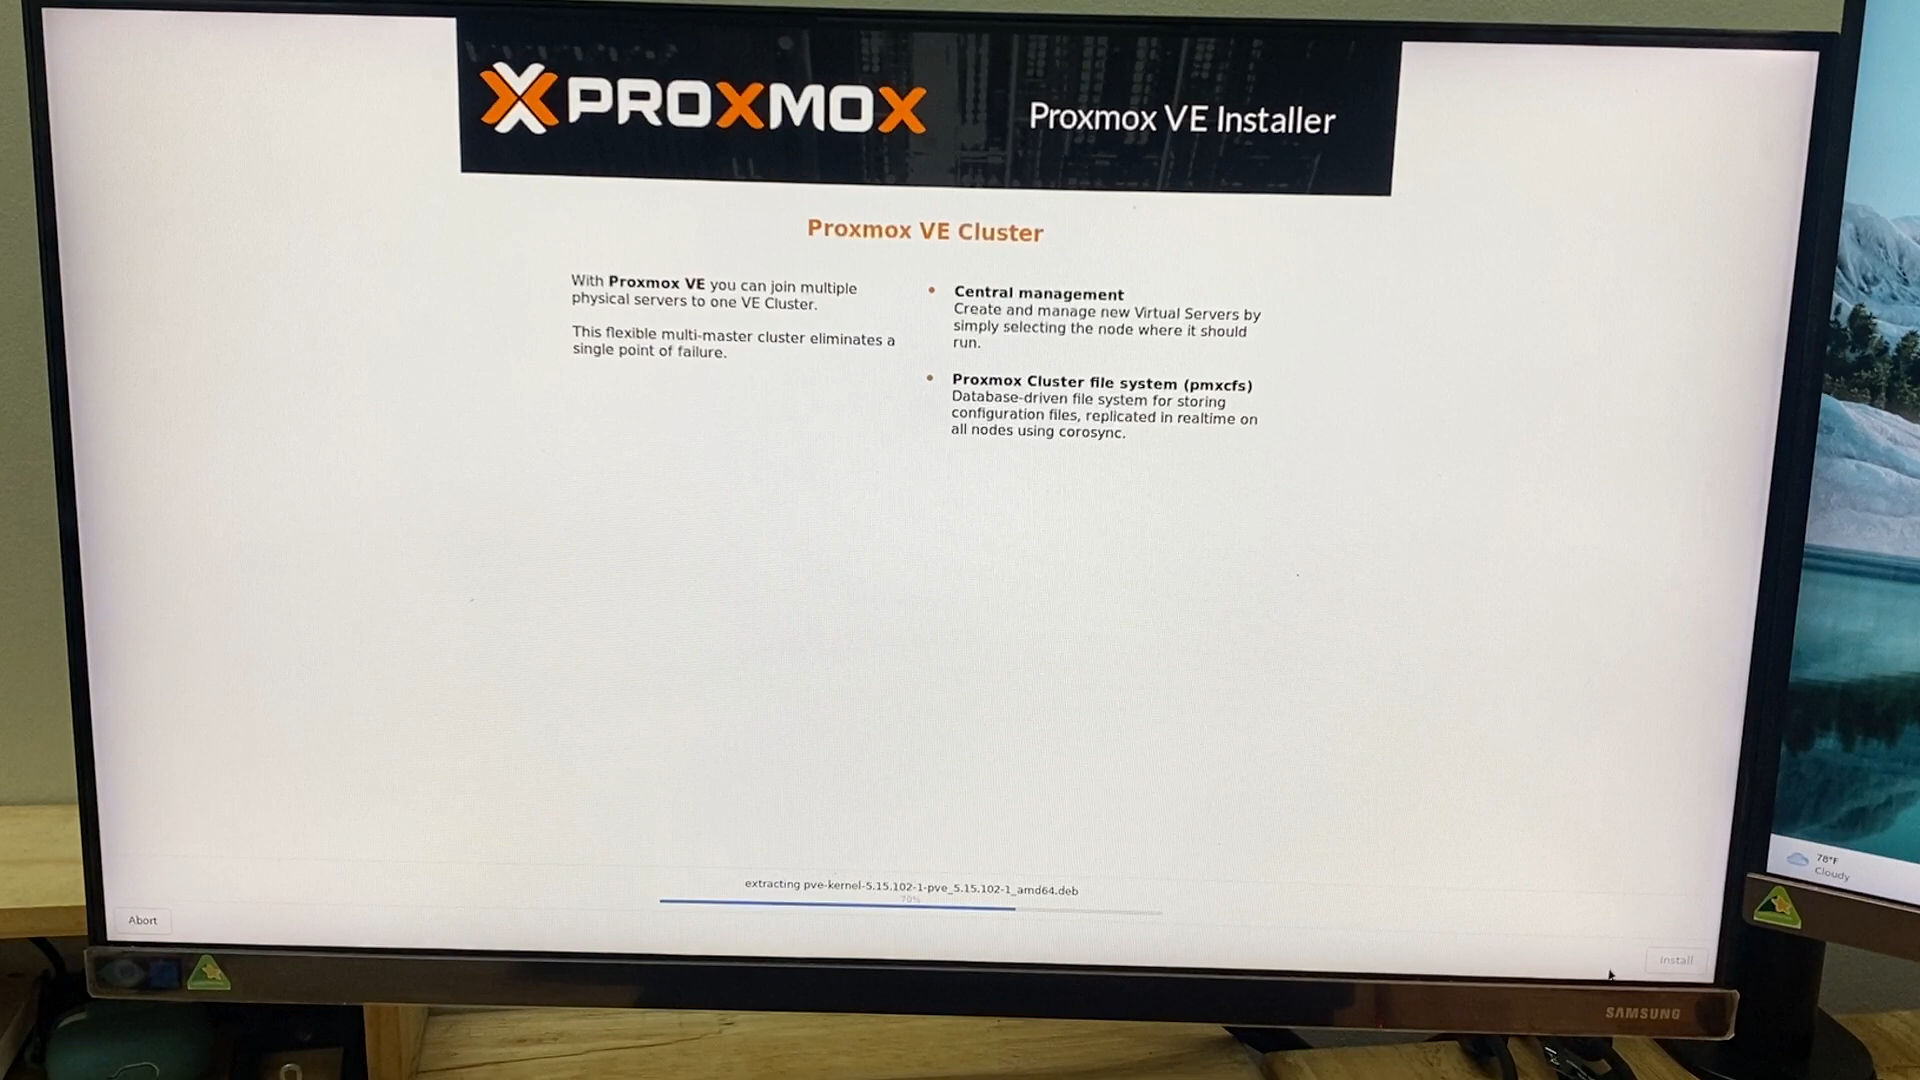 PROXMOX
Proxmox VE Installer
Proxmox VE Cluster
With Proxmox VE you can join multiple
physical servers to one VE Cluster.
This flexible multi-master cluster eliminates a
single point of failure.
Central management
Create and manage new Virtual Servers by
simply selecting the node where it should
run.
Proxmox Cluster file system (pmxcfs)
Database-driven file system for storing
configuration files, replicated in realtime on
all nodes using corosync.
extracting pve-kernel-5.15.102-1-pve_5.15.102-1_amd64.deb
70%
Abort
Install
SAMSUNG
78°F
Cloudy